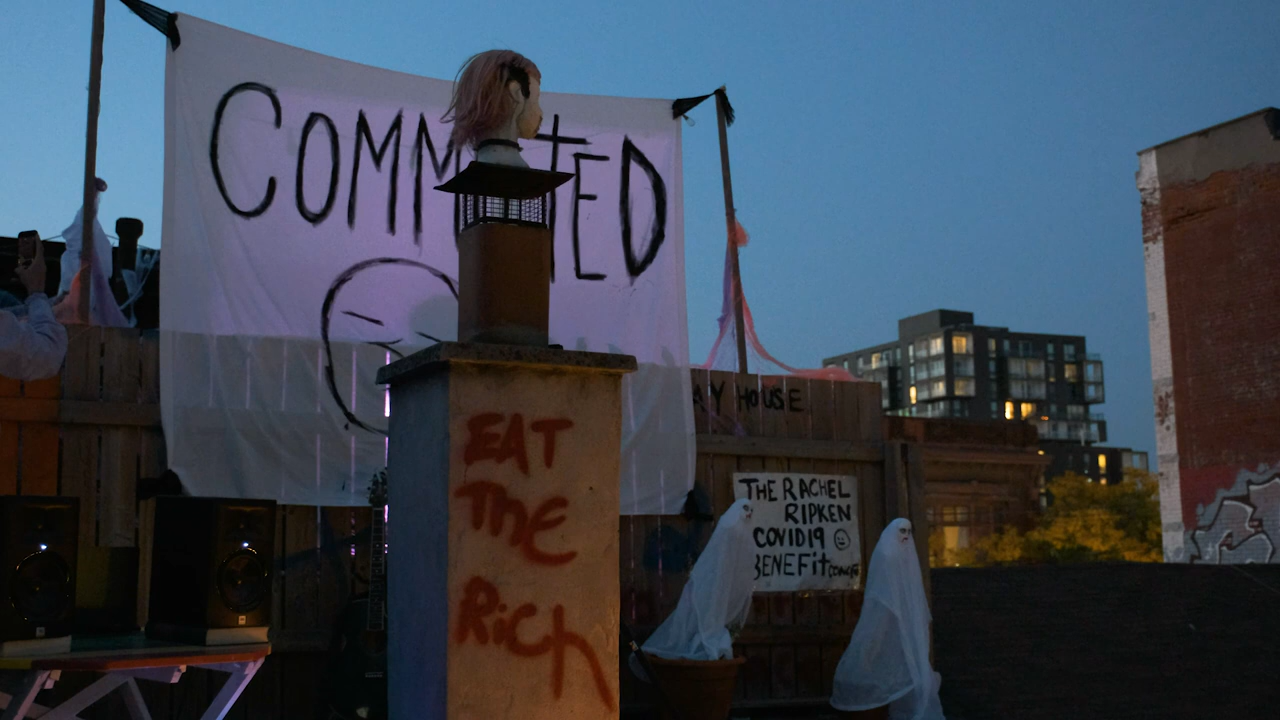 COMM TED
EAT
THE
RICH
AY HOUSE
THE RACHEL
RIPKEN
COVID19
BENEFIT